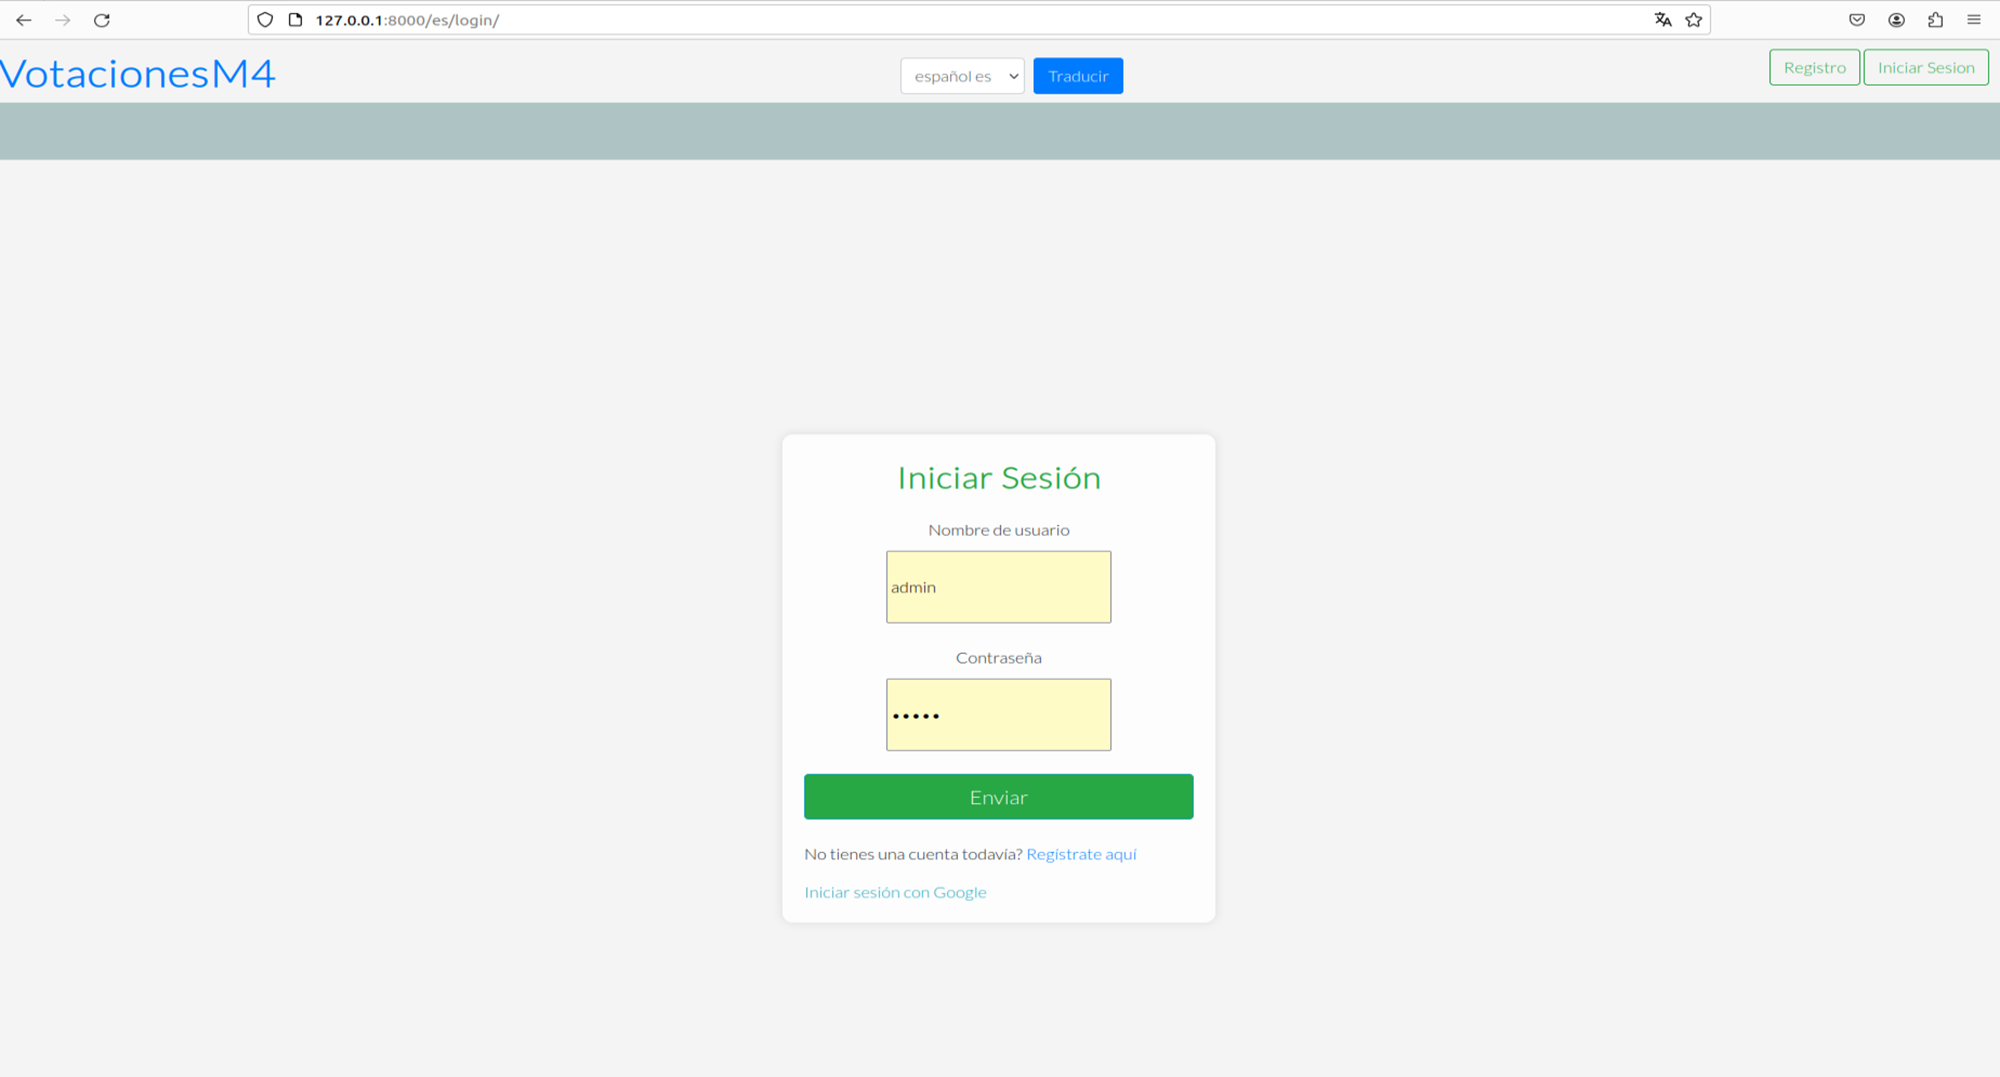 127.0.0.1:8000/es/login/
VotacionesM4
español es
Traducir
Registro
Iniciar Sesion
Iniciar Sesión
Nombre de usuario
admin
Contraseña
•••••
Enviar
No tienes una cuenta todavía? Regístrate aquí
Iniciar sesión con Google